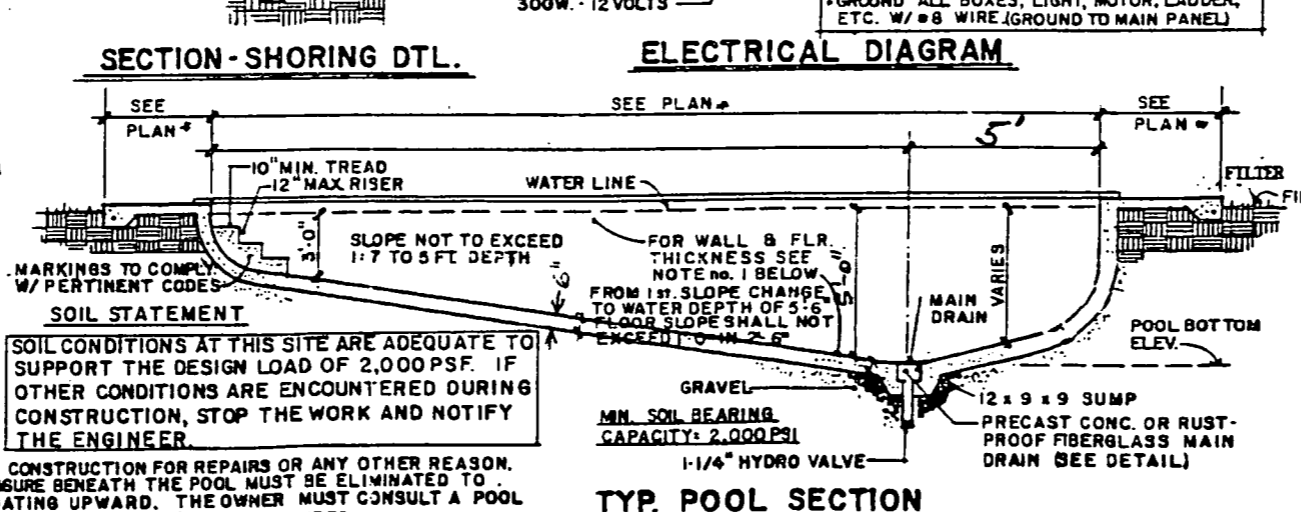 300W. - 12 VOLTS
• GROUND ALL BOXES, LIGHT, MOTOR, LADDER,
ETC. W/ #8 WIRE.(GROUND TO MAIN PANEL)
SECTION - SHORING DTL.
ELECTRICAL DIAGRAM
SEE
PLAN *
SEE PLAN *
SEE
PLAN *
5'
10" MIN. TREAD
12" MAX. RISER
WATER LINE
FILTER
3'-0"
SLOPE NOT TO EXCEED
1:7 TO 5 FT. DEPTH
FOR WALL & FLR.
THICKNESS SEE
NOTE no. 1 BELOW
5'-0"
MARKINGS TO COMPLY
W/ PERTINENT CODES
6"
FROM 1st. SLOPE CHANGE
TO WATER DEPTH OF 5'-6"
FLOOR SLOPE SHALL NOT
EXCEED 1'-0" IN 2'-6"
MAIN
DRAIN
VARIES
POOL BOTTOM
ELEV.
SOIL STATEMENT
SOIL CONDITIONS AT THIS SITE ARE ADEQUATE TO
SUPPORT THE DESIGN LOAD OF 2,000 PSF. IF
OTHER CONDITIONS ARE ENCOUNTERED DURING
CONSTRUCTION, STOP THE WORK AND NOTIFY
THE ENGINEER.
GRAVEL
MIN. SOIL BEARING
CAPACITY: 2,000 PSI
1-1/4" HYDRO VALVE
12 x 9 x 9 SUMP
PRECAST CONC. OR RUST-
PROOF FIBERGLASS MAIN
DRAIN (SEE DETAIL)
CONSTRUCTION FOR REPAIRS OR ANY OTHER REASON.
SURE BENEATH THE POOL MUST BE ELIMINATED TO
ATING UPWARD. THE OWNER MUST CONSULT A POOL
TYP. POOL SECTION